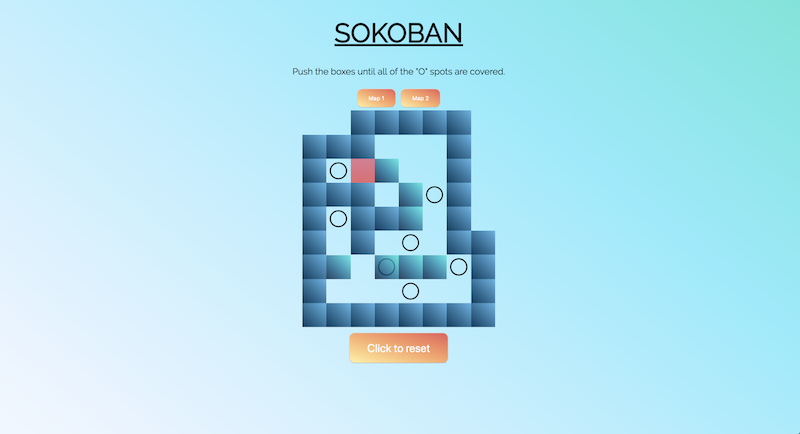 SOKOBAN
Push the boxes until all of the "O" spots are covered.
Map 1 Map 2
Click to reset